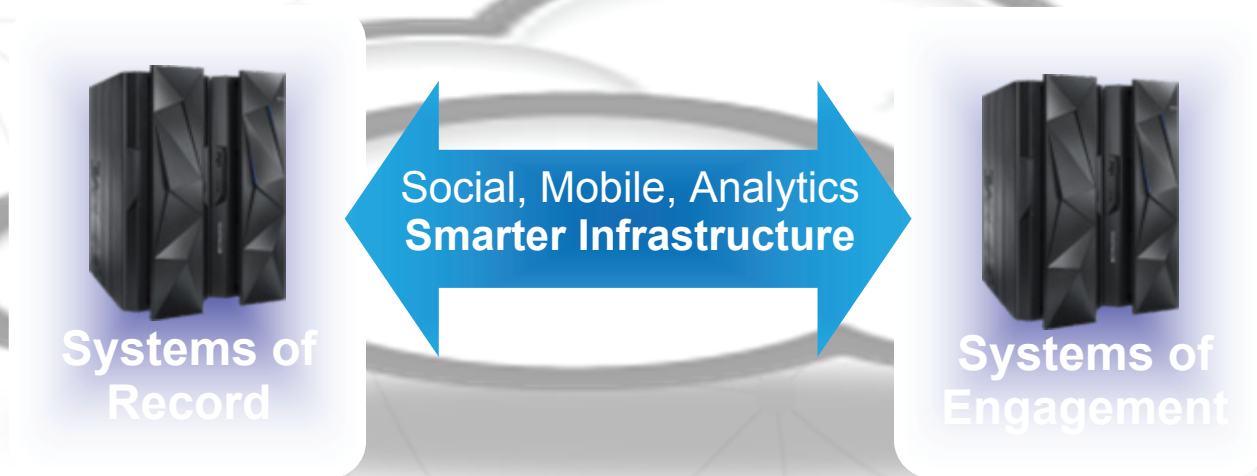 Social, Mobile, Analytics
Smarter Infrastructure
Systems of
Record
Systems of
Engagement